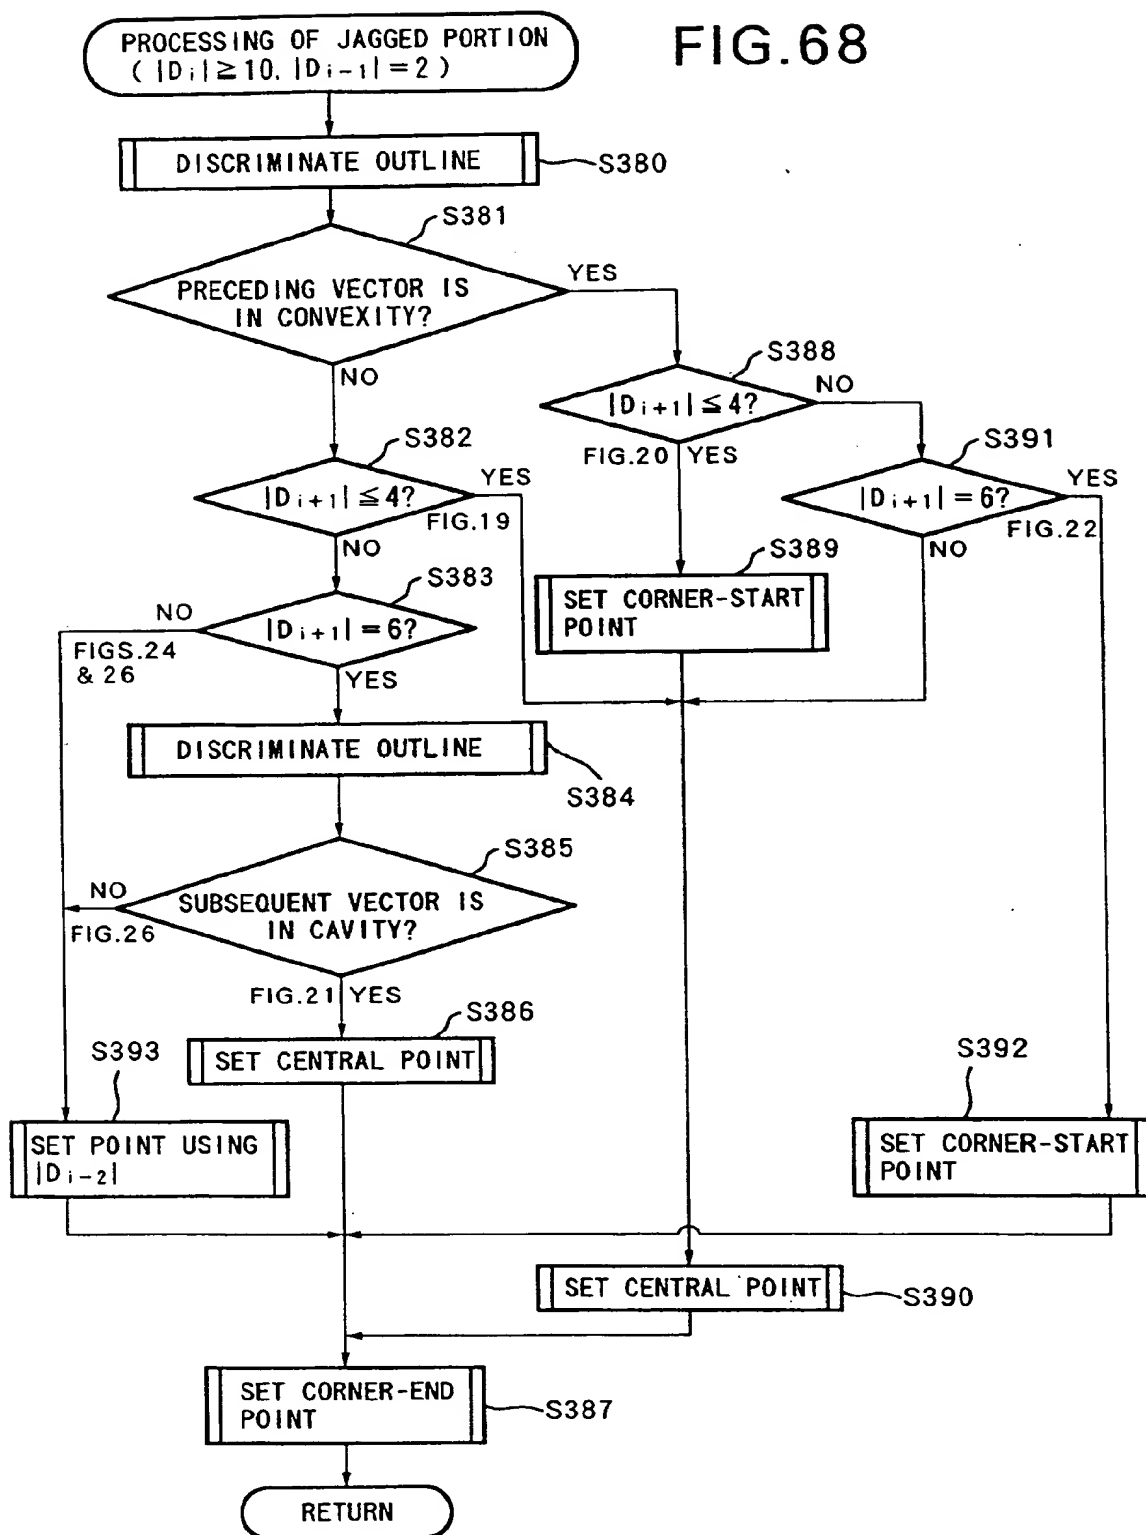 FIG.68
PROCESSING OF JAGGED PORTION
( |Di|≧10, |Di-1|=2 )
DISCRIMINATE OUTLINE
S380
S381
PRECEDING VECTOR IS
IN CONVEXITY?
YES
NO
S388
|Di+1|≦4?
NO
FIG.20 YES
S382
|Di+1|≦4?
YES
FIG.19
NO
S391
|Di+1|=6?
YES
FIG.22
NO
S383
|Di+1|=6?
NO
FIGS.24
& 26
YES
S389
SET CORNER-START
POINT
DISCRIMINATE OUTLINE
S384
S385
SUBSEQUENT VECTOR IS
IN CAVITY?
NO
FIG.26
FIG.21 YES
S386
SET CENTRAL POINT
S393
SET POINT USING
|Di-2|
S392
SET CORNER-START
POINT
SET CENTRAL POINT
S390
SET CORNER-END
POINT
S387
RETURN